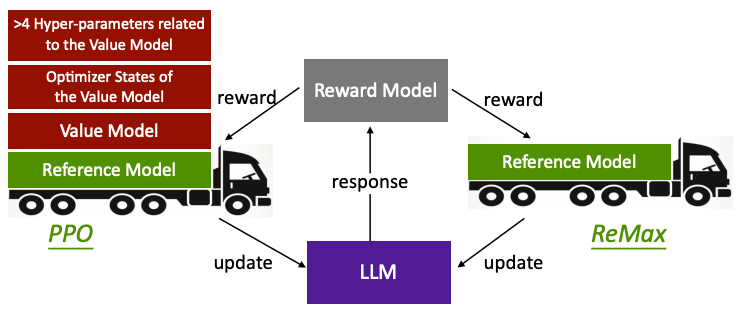 >4 Hyper-parameters related
to the Value Model
Optimizer States of
the Value Model
Value Model
Reference Model
PPO
reward
Reward Model
reward
response
update
LLM
update
Reference Model
ReMax